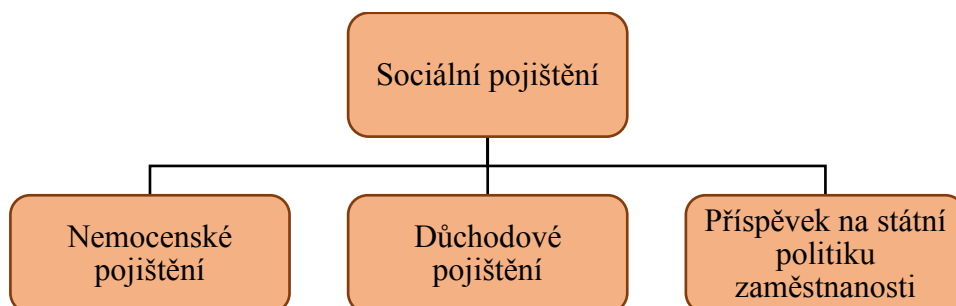 Sociální pojištění
Nemocenské
pojištění
Důchodové
pojištění
Příspěvek na státní
politiku
zaměstnanosti